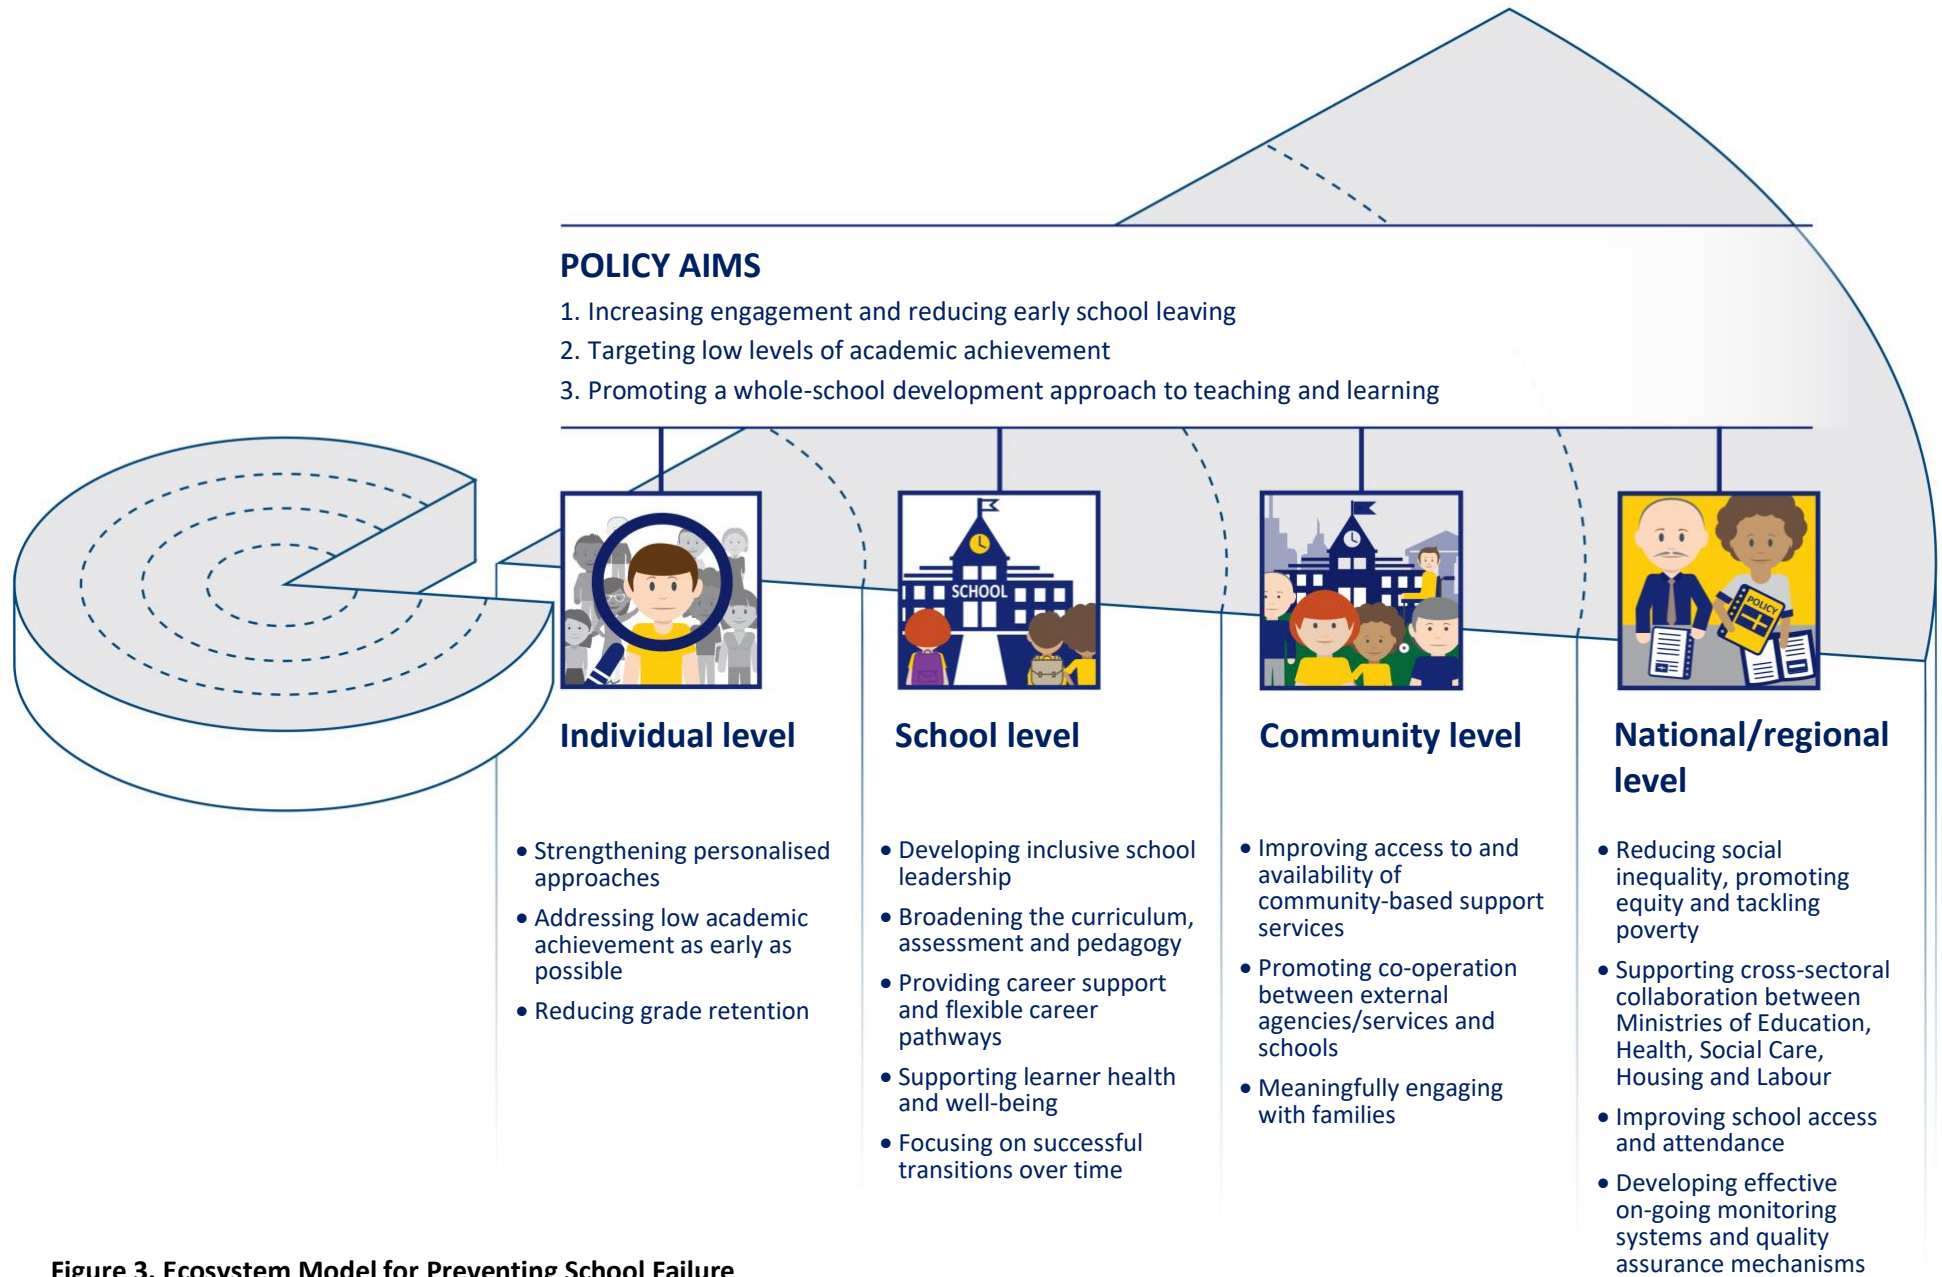 POLICY AIMS
1. Increasing engagement and reducing early school leaving
2. Targeting low levels of academic achievement
3. Promoting a whole-school development approach to teaching and learning
SCHOOL
POLICY
Individual level
• Strengthening personalised
approaches
• Addressing low academic
achievement as early as
possible
• Reducing grade retention
School level
• Developing inclusive school
leadership
• Broadening the curriculum,
assessment and pedagogy
• Providing career support
and flexible career
pathways
• Supporting learner health
and well-being
• Focusing on successful
transitions over time
Community level
• Improving access to and
availability of
community-based support
services
• Promoting co-operation
between external
agencies/services and
schools
• Meaningfully engaging
with families
National/regional
level
• Reducing social
inequality, promoting
equity and tackling
poverty
• Supporting cross-sectoral
collaboration between
Ministries of Education,
Health, Social Care,
Housing and Labour
• Improving school access
and attendance
• Developing effective
on-going monitoring
systems and quality
assurance mechanisms
Figure 3. Ecosystem Model for Preventing School Failure